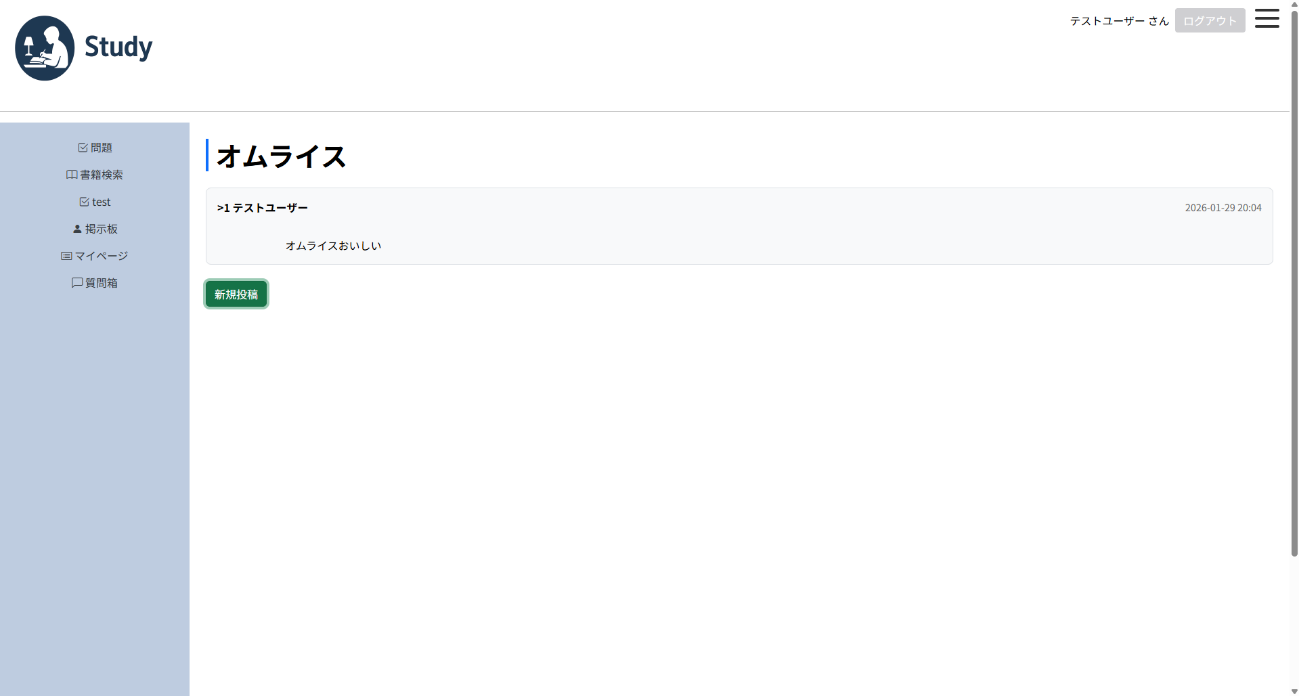 Study
テストユーザー さん ログアウト
問題
書籍検索
test
掲示板
マイページ
質問箱
オムライス
>1 テストユーザー 2026-01-29 20:04
オムライスおいしい
新規投稿